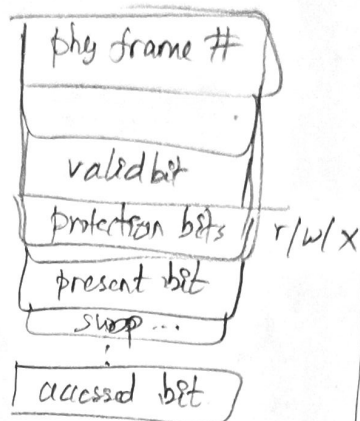 phy frame #
valid bit
protection bits r/w/x
present bit
swap...
accessed bit